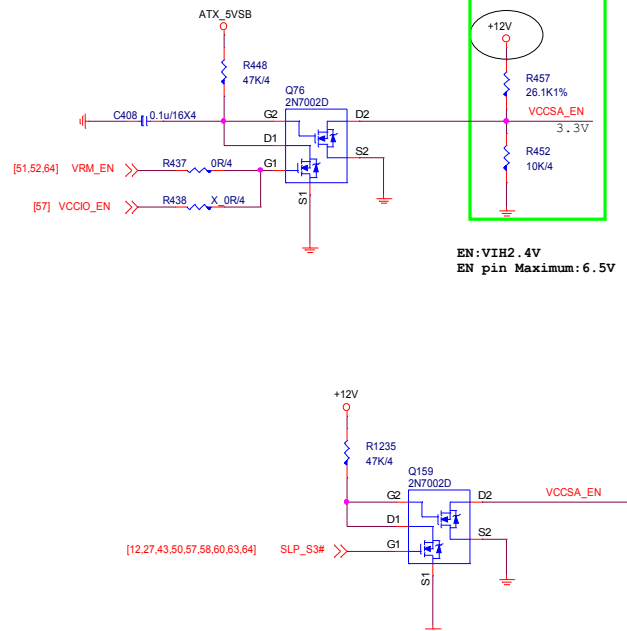 ATX_5VSB
+12V
R448
47K/4
R457
26.1K1%
Q76
2N7002D
C408 0.1u/16X4
G2
D2
VCCSA_EN
3.3V
D1
R452
10K/4
S2
[51,52,64] VRM_EN
R437 0R/4
G1
[57] VCCIO_EN
R438 X_0R/4
S1
EN:VIH2.4V
EN pin Maximum:6.5V
+12V
R1235
47K/4
Q159
2N7002D
G2
D2
VCCSA_EN
D1
S2
[12,27,43,50,57,58,60,63,64] SLP_S3#
G1
S1